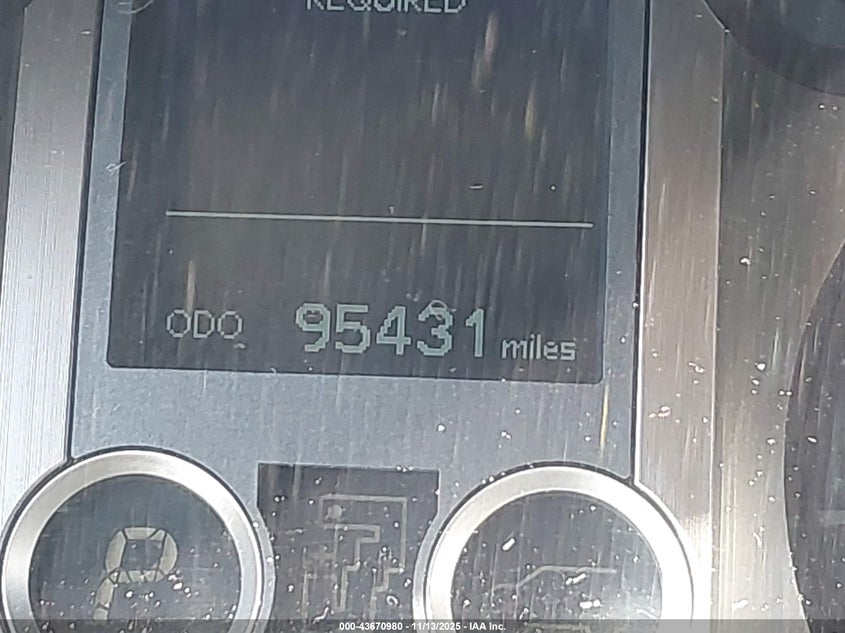 REQUIRED
ODO 95431 miles
P
000-43670980 - 11/13/2025 - IAA Inc.